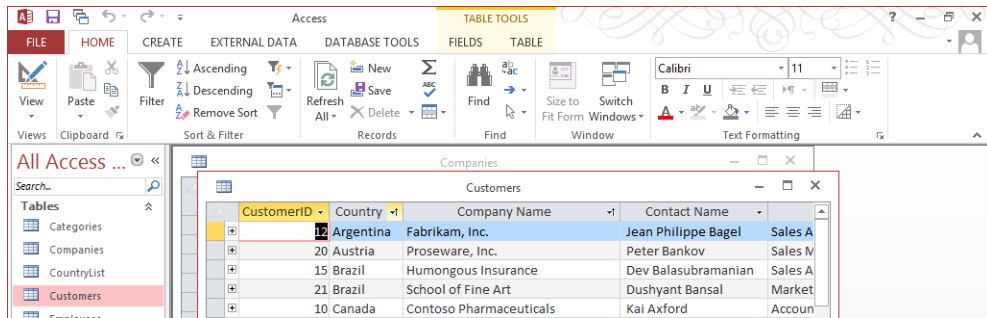 Access TABLE TOOLS ?
FILE HOME CREATE EXTERNAL DATA DATABASE TOOLS FIELDS TABLE
View Paste Filter Ascending Descending Remove Sort Refresh All New Save Delete Find Size to Fit Form Switch Windows Calibri 11 B I U
Views Clipboard Sort & Filter Records Find Window Text Formatting
All Access ...
Companies
Search...
Customers
Tables
CustomerID Country Company Name Contact Name
Categories
12 Argentina Fabrikam, Inc. Jean Philippe Bagel Sales A
Companies
20 Austria Proseware, Inc. Peter Bankov Sales M
CountryList
15 Brazil Humongous Insurance Dev Balasubramanian Sales A
Customers
21 Brazil School of Fine Art Dushyant Bansal Market
10 Canada Contoso Pharmaceuticals Kai Axford Accoun